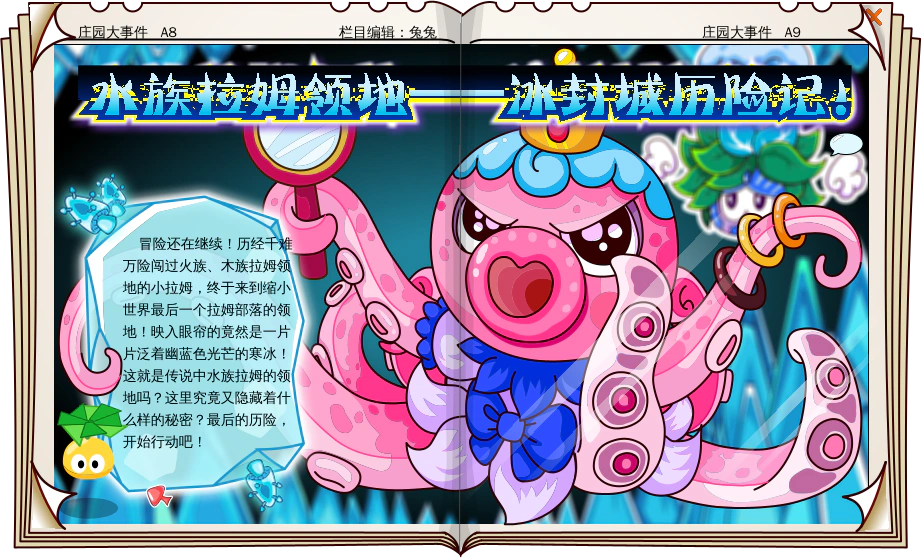 庄园大事件 A8
栏目编辑：兔兔
庄园大事件 A9
水族拉姆领地——冰封城历险记!
冒险还在继续！历经千难
万险闯过火族、木族拉姆领
地的小拉姆，终于来到缩小
世界最后一个拉姆部落的领
地！映入眼帘的竟然是一片
片泛着幽蓝色光芒的寒冰！
这就是传说中水族拉姆的领
地吗？这里究竟又隐藏着什
么样的秘密？最后的历险，
开始行动吧！